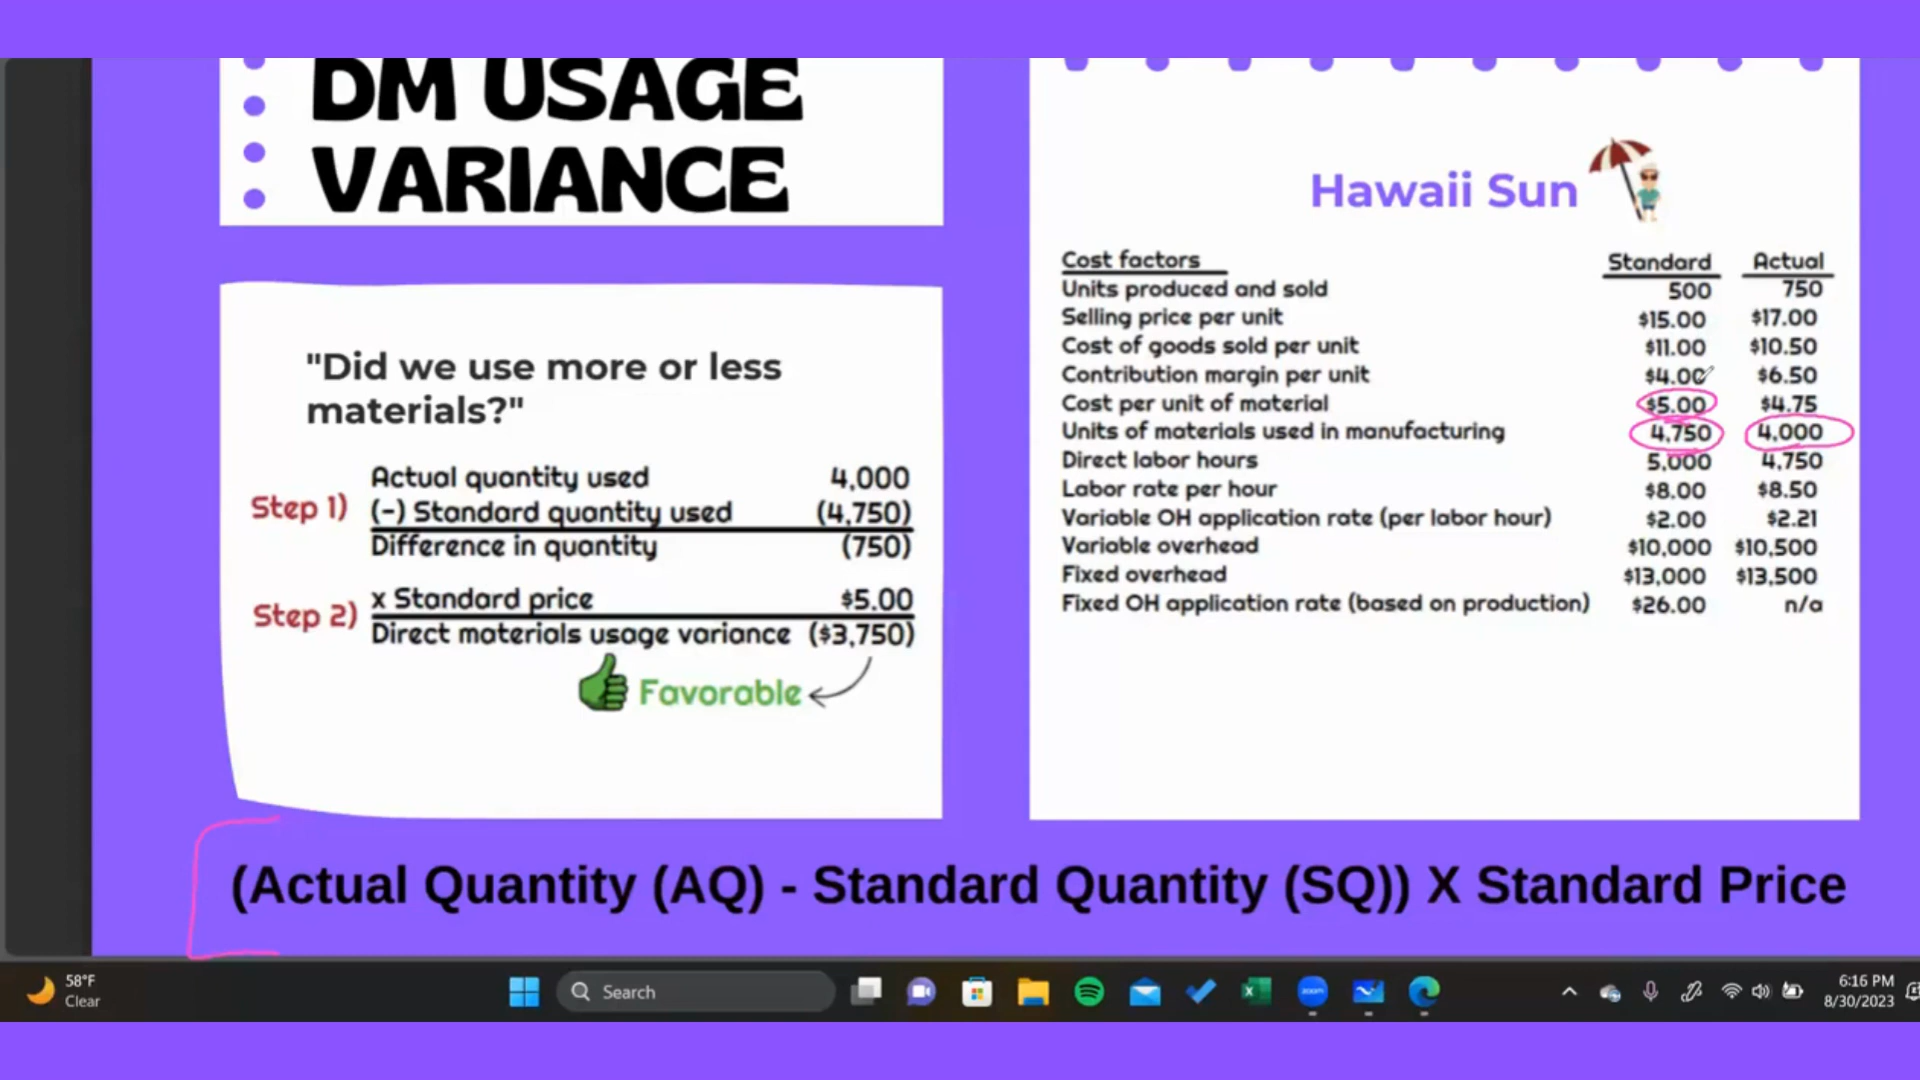 DM USAGE
VARIANCE
"Did we use more or less
materials?"
Step 1)
Actual quantity used 4,000
(-) Standard quantity used (4,750)
Difference in quantity (750)
Step 2)
x Standard price $5.00
Direct materials usage variance ($3,750)
Favorable
Hawaii Sun
Cost factors Standard Actual
Units produced and sold 500 750
Selling price per unit $15.00 $17.00
Cost of goods sold per unit $11.00 $10.50
Contribution margin per unit $4.00 $6.50
Cost per unit of material $5.00 $4.75
Units of materials used in manufacturing 4,750 4,000
Direct labor hours 5,000 4,750
Labor rate per hour $8.00 $8.50
Variable OH application rate (per labor hour) $2.00 $2.21
Variable overhead $10,000 $10,500
Fixed overhead $13,000 $13,500
Fixed OH application rate (based on production) $26.00 n/a
(Actual Quantity (AQ) - Standard Quantity (SQ)) X Standard Price
58°F
Clear
Search
zoom
6:16 PM
8/30/2023